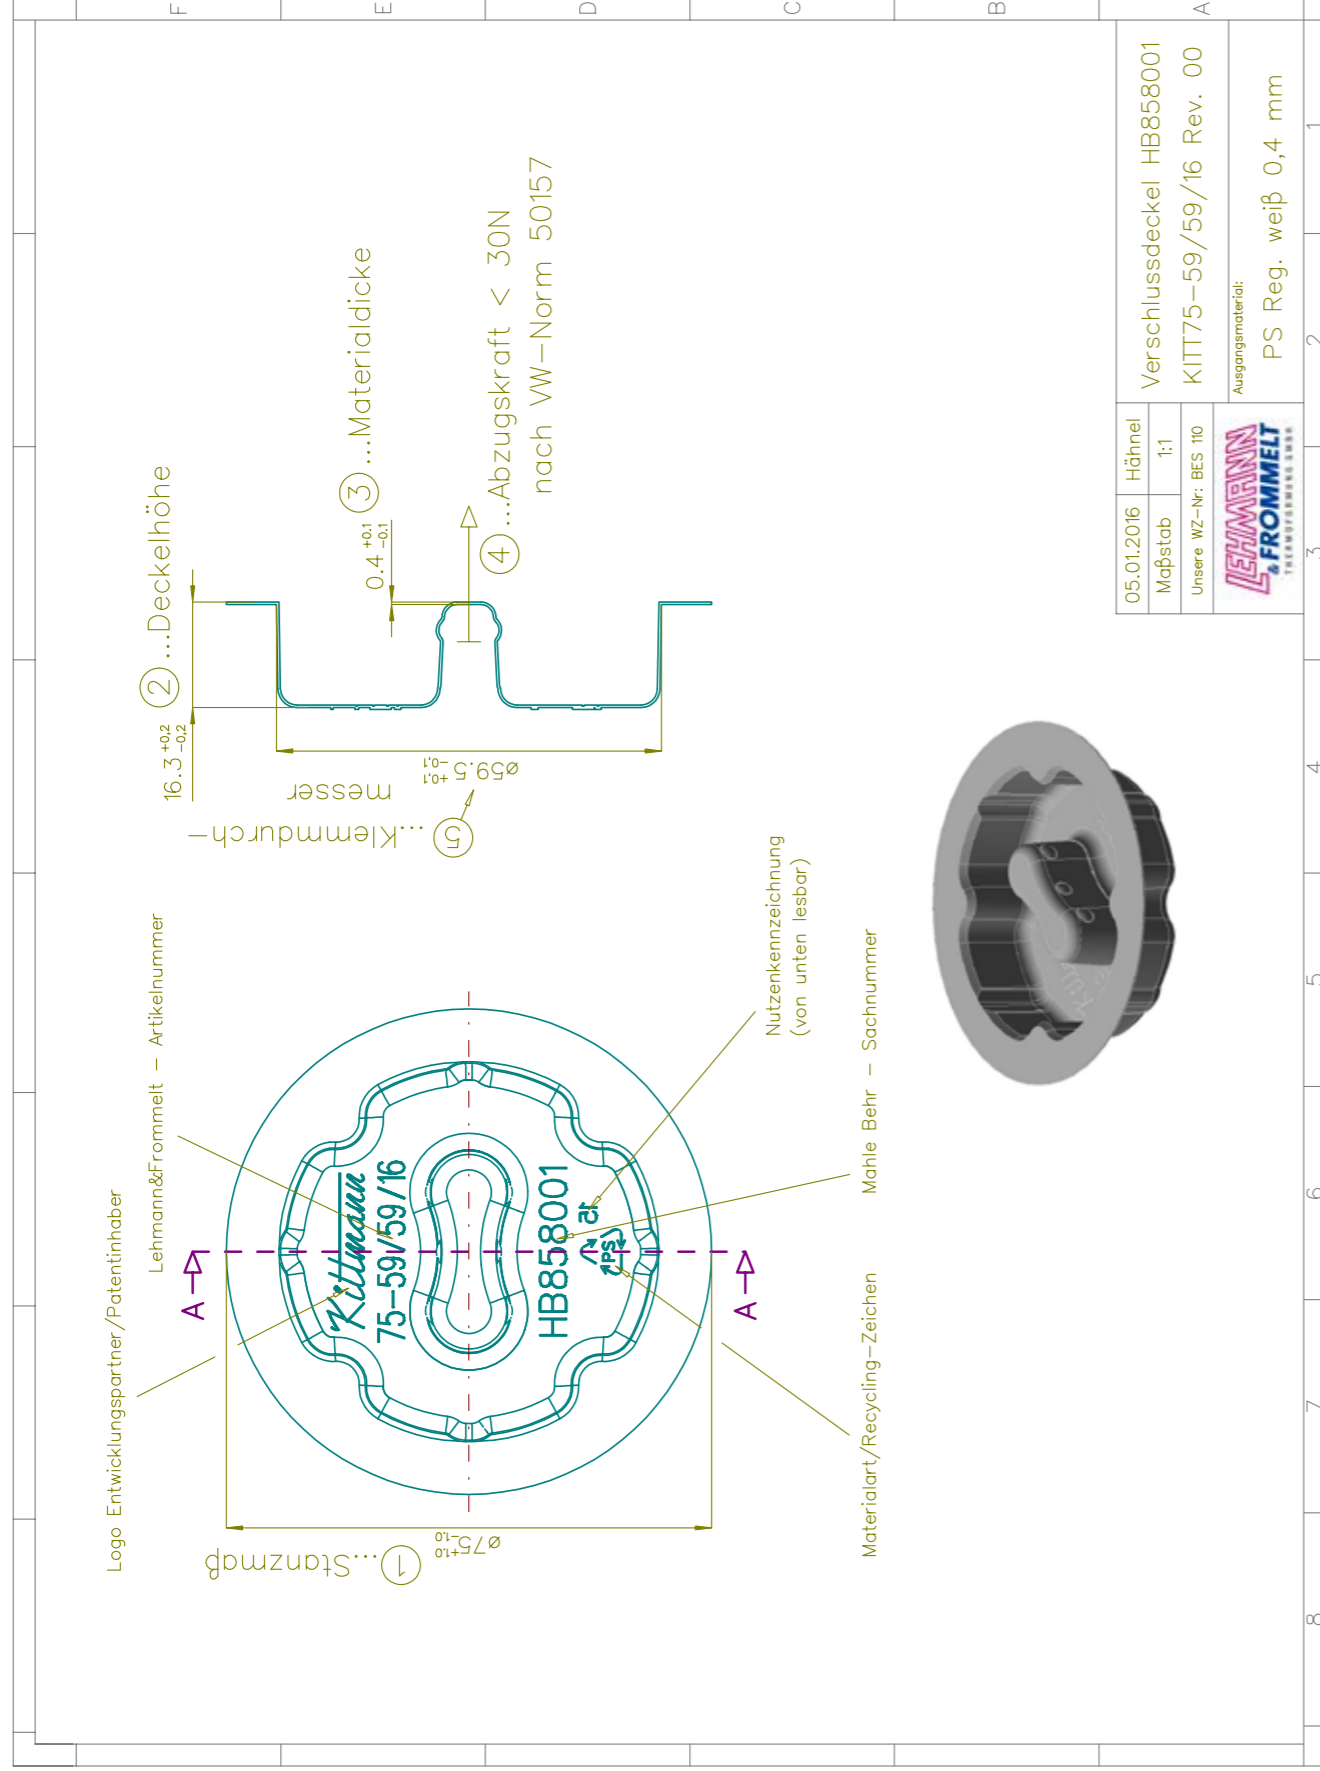 Logo Entwicklungspartner/Patentinhaber
Lehmann&Frommelt – Artikelnummer
16.3 +0.2 -0.2
2 ...Deckelhöhe
0.4 +0.1 -0.1
3 ...Materialdicke
4 ...Abzugskraft < 30N
nach VW-Norm 50157
5 ...Klemmdurch-
messer
ø59.5 +0.1 -0.1
1 ...Stanzmaß
ø75 +1.0 -1.0
A
A
Kittmann
75-59/59/16
HB858001
PS
15
Nutzenkennzeichnung
(von unten lesbar)
Mahle Behr – Sachnummer
Materialart/Recycling-Zeichen
05.01.2016 Hähnel
Maßstab 1:1
Unsere WZ-Nr: BES 110
LEHMANN
& FROMMELT
THERMOFORMUNG GMBH
Verschlussdeckel HB858001
KITT75-59/59/16 Rev. 00
Ausgangsmaterial:
PS Reg. weiß 0,4 mm
F
E
D
C
B
A
8
7
6
5
4
3
2
1